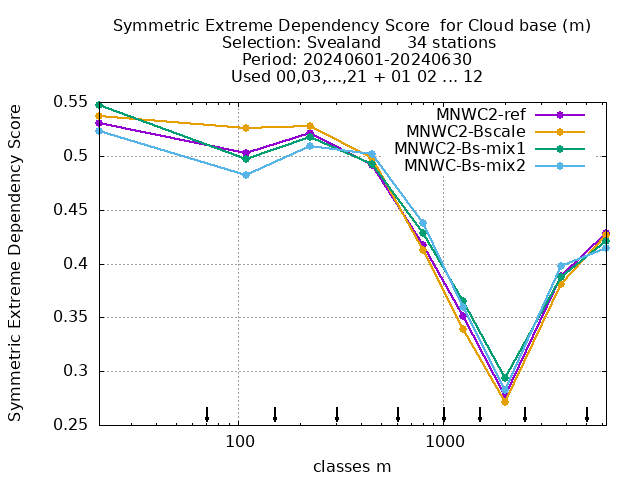 Symmetric Extreme Dependency Score  for Cloud base (m)
Selection: Svealand     34 stations
Period: 20240601-20240630
Used 00,03,...,21 + 01 02 ... 12
Symmetric Extreme Dependency Score
0.55
0.5
0.45
0.4
0.35
0.3
0.25
MNWC2-ref
MNWC2-Bscale
MNWC2-Bs-mix1
MNWC-Bs-mix2
100
1000
classes m